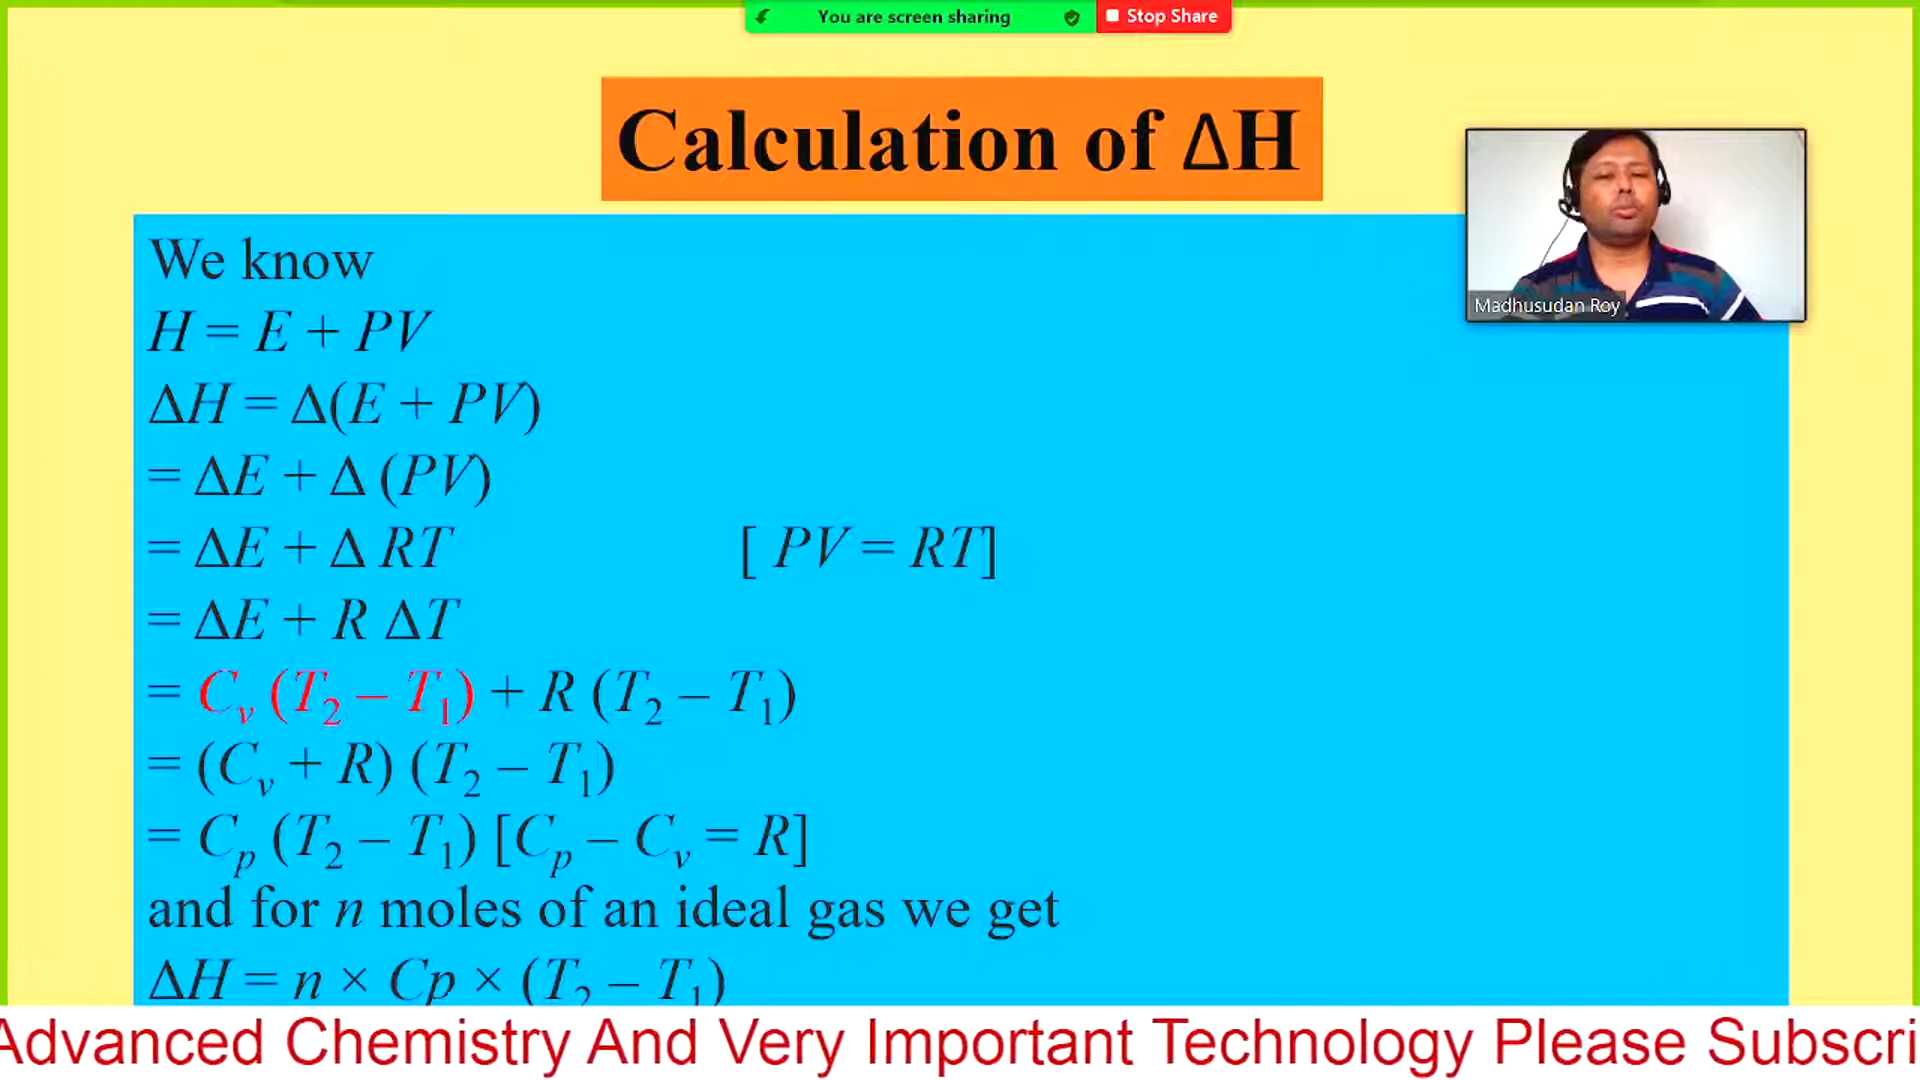 You are screen sharing
Stop Share
Calculation of ΔH
Madhusudan Roy
We know
H = E + PV
ΔH = Δ(E + PV)
= ΔE + Δ (PV)
= ΔE + Δ RT [ PV = RT]
= ΔE + R ΔT
= Cᵥ (T₂ – T₁) + R (T₂ – T₁)
= (Cᵥ + R) (T₂ – T₁)
= Cₚ (T₂ – T₁) [Cₚ – Cᵥ = R]
and for n moles of an ideal gas we get
ΔH = n × Cp × (T₂ – T₁)
Advanced Chemistry And Very Important Technology Please Subscri